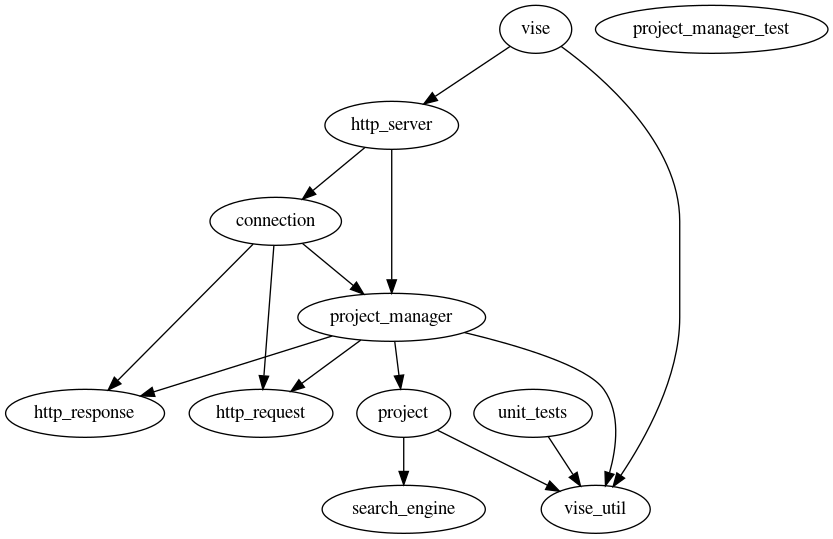 vise
project_manager_test
http_server
connection
project_manager
http_response
http_request
project
unit_tests
search_engine
vise_util